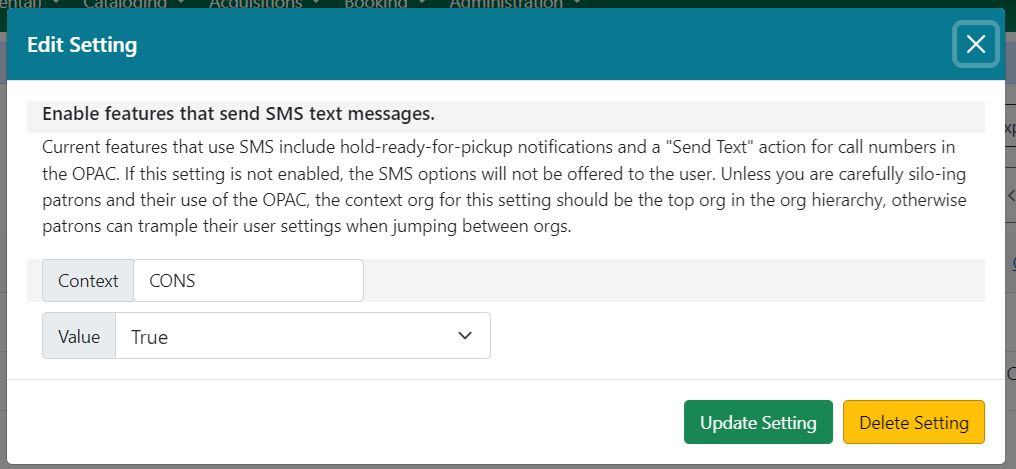 Cataloging
Acquisitions
Booking
Administration
Edit Setting
Enable features that send SMS text messages.
Current features that use SMS include hold-ready-for-pickup notifications and a "Send Text" action for call numbers in
the OPAC. If this setting is not enabled, the SMS options will not be offered to the user. Unless you are carefully silo-ing
patrons and their use of the OPAC, the context org for this setting should be the top org in the org hierarchy, otherwise
patrons can trample their user settings when jumping between orgs.
Context CONS
Value True
Update Setting Delete Setting